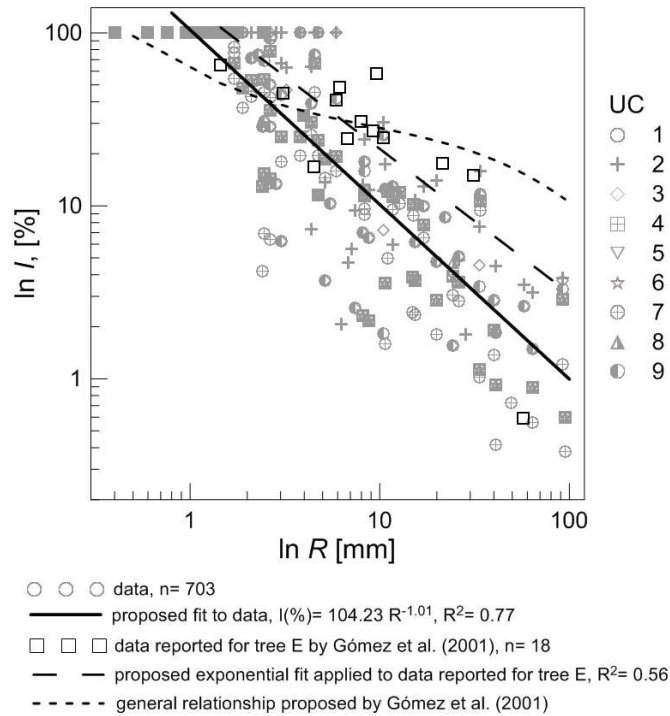 ln I, [%]
100
10
1
1
10
100
ln R [mm]
UC
1
2
3
4
5
6
7
8
9
data, n= 703
proposed fit to data, I(%)= 104.23 R^-1.01, R²= 0.77
data reported for tree E by Gómez et al. (2001), n= 18
proposed exponential fit applied to data reported for tree E, R²= 0.56
general relationship proposed by Gómez et al. (2001)